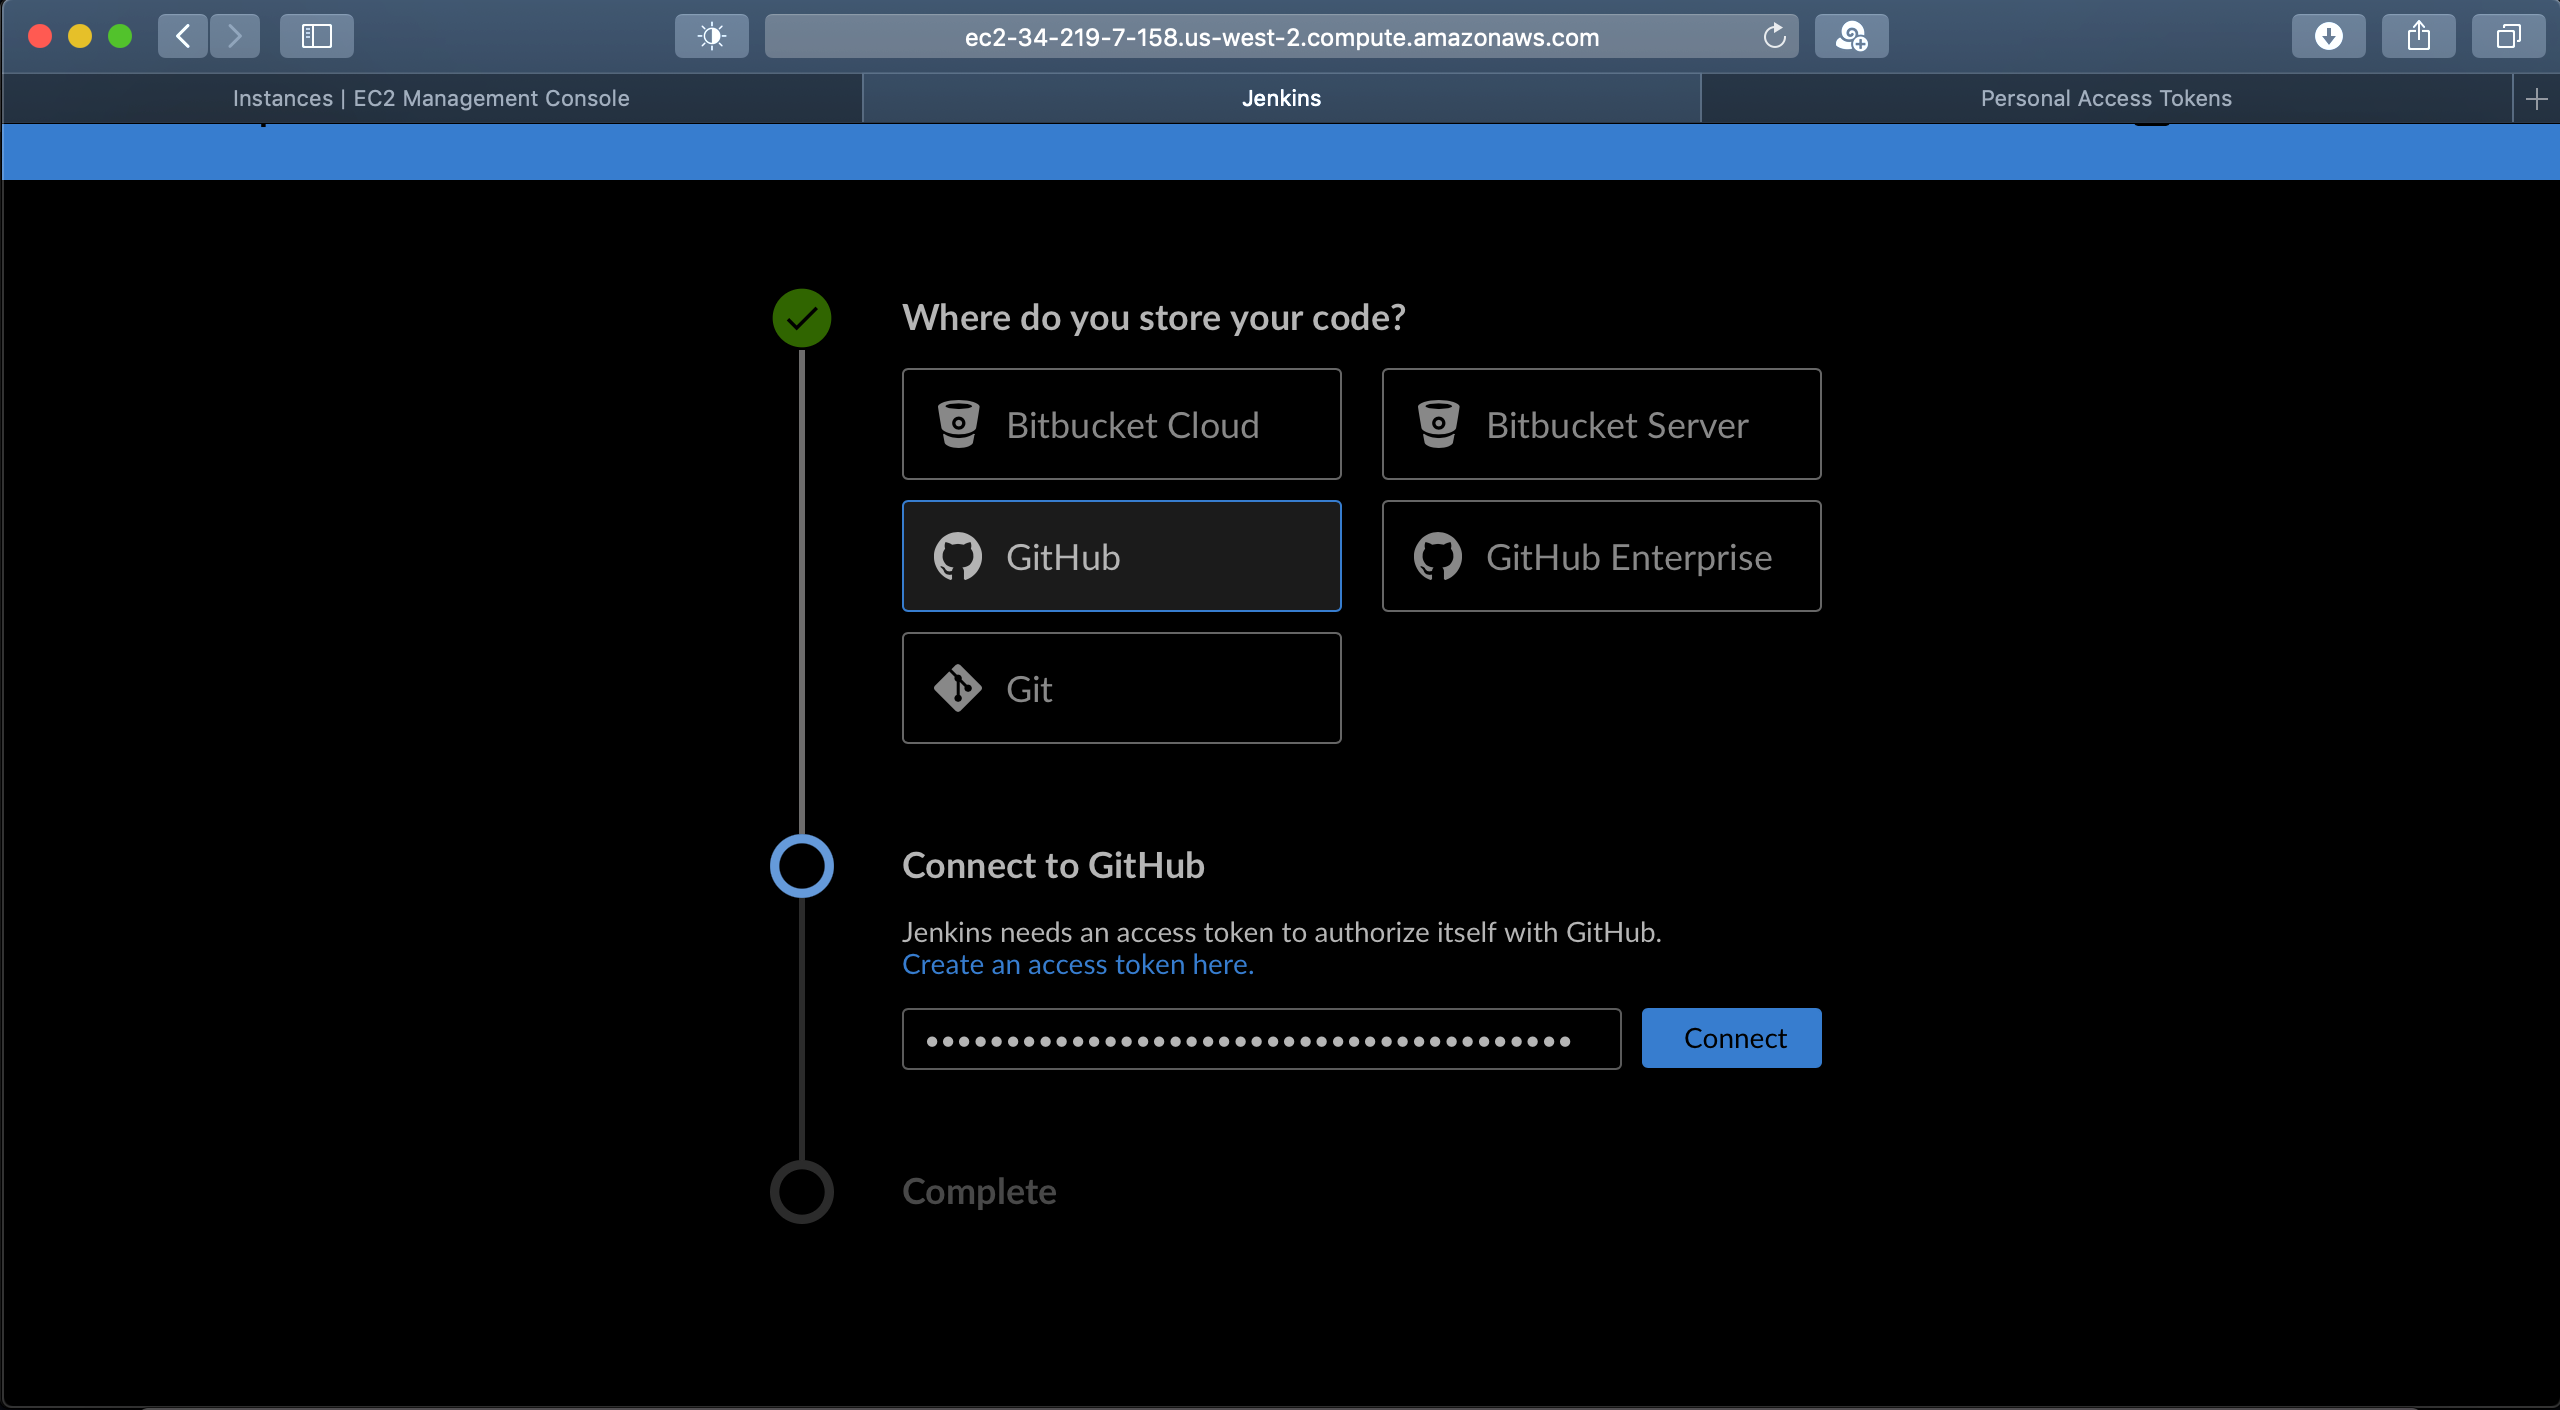 ec2-34-219-7-158.us-west-2.compute.amazonaws.com
Instances | EC2 Management Console
Jenkins
Personal Access Tokens
Where do you store your code?
Bitbucket Cloud
Bitbucket Server
GitHub
GitHub Enterprise
Git
Connect to GitHub
Jenkins needs an access token to authorize itself with GitHub.
Create an access token here.
••••••••••••••••••••••••••••••••••••••••
Connect
Complete